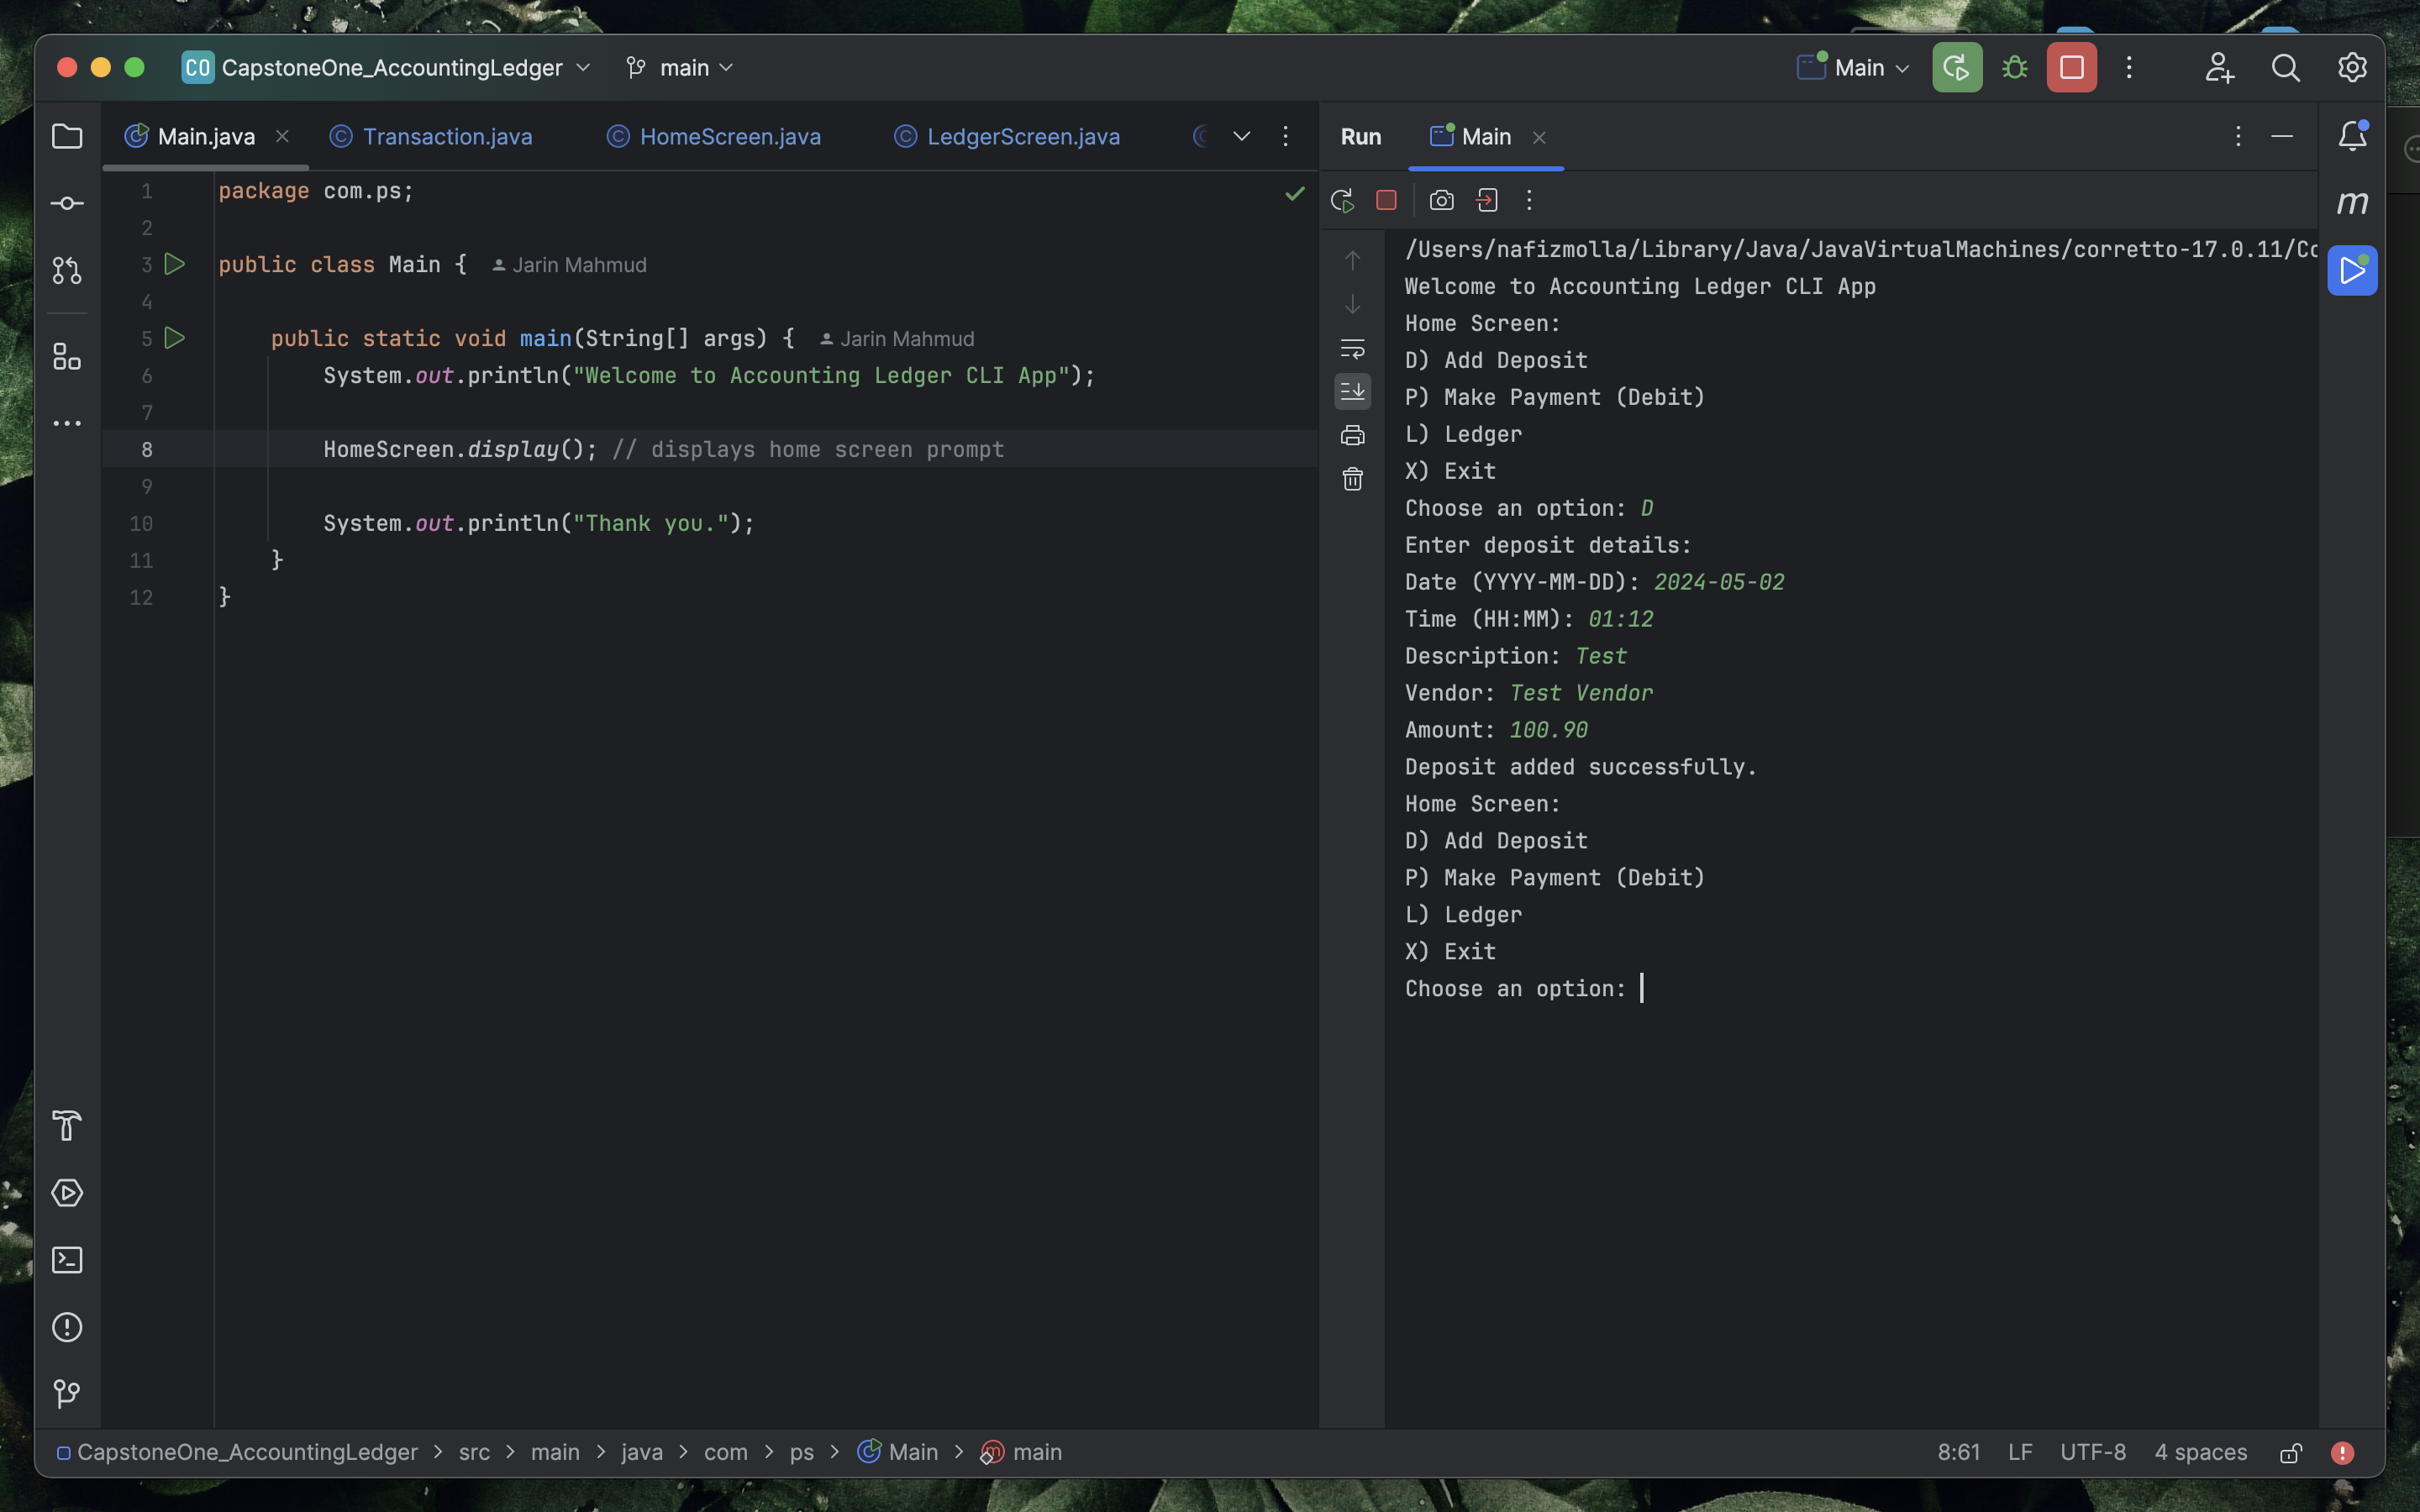 CO CapstoneOne_AccountingLedger main Main
Main.java Transaction.java HomeScreen.java LedgerScreen.java
1 package com.ps;
2
3 public class Main { Jarin Mahmud
4
5 public static void main(String[] args) { Jarin Mahmud
6 System.out.println("Welcome to Accounting Ledger CLI App");
7
8 HomeScreen.display(); // displays home screen prompt
9
10 System.out.println("Thank you.");
11 }
12 }
Run Main
/Users/nafizmolla/Library/Java/JavaVirtualMachines/corretto-17.0.11/Co
Welcome to Accounting Ledger CLI App
Home Screen:
D) Add Deposit
P) Make Payment (Debit)
L) Ledger
X) Exit
Choose an option: D
Enter deposit details:
Date (YYYY-MM-DD): 2024-05-02
Time (HH:MM): 01:12
Description: Test
Vendor: Test Vendor
Amount: 100.90
Deposit added successfully.
Home Screen:
D) Add Deposit
P) Make Payment (Debit)
L) Ledger
X) Exit
Choose an option:
m
CapstoneOne_AccountingLedger > src > main > java > com > ps > Main > main
8:61 LF UTF-8 4 spaces